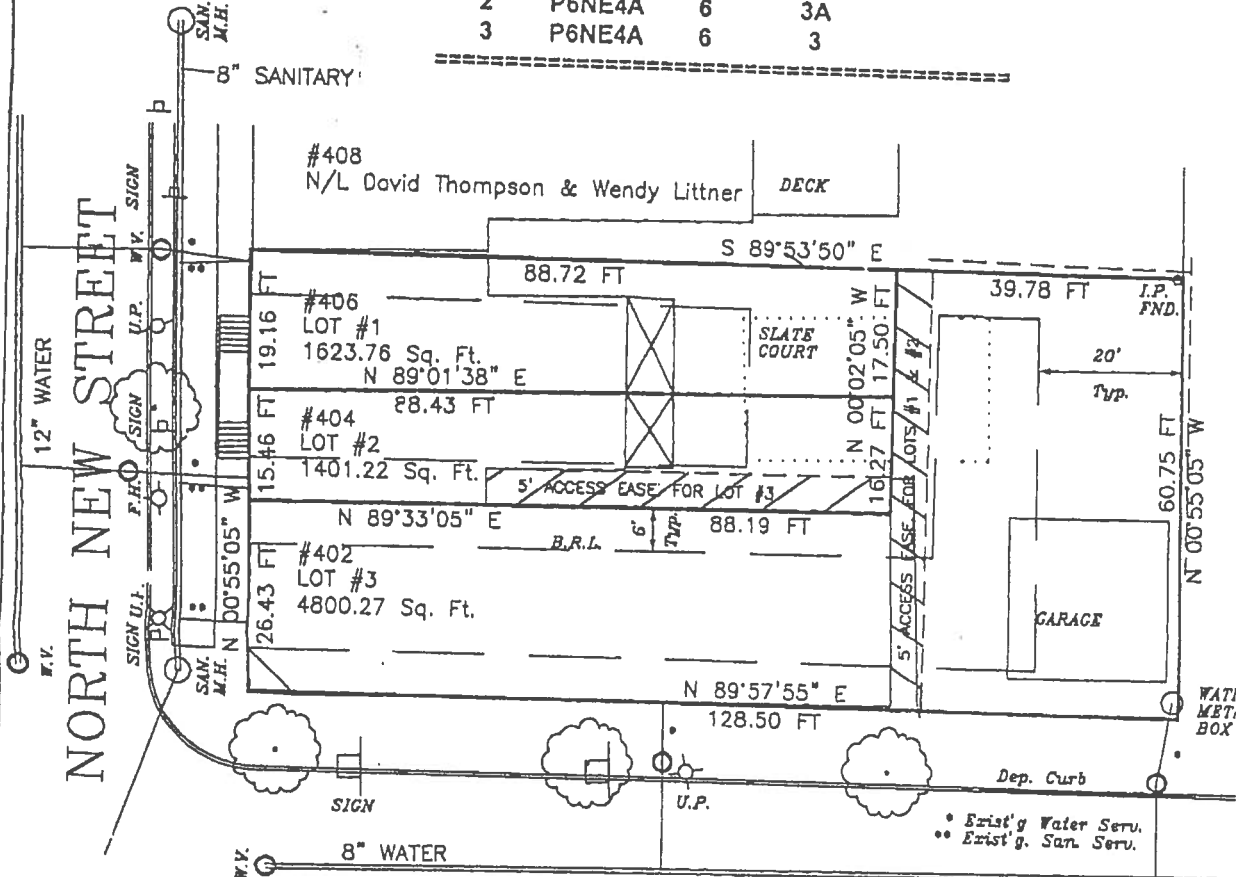 2 P6NE4A 6 3A
3 P6NE4A 6 3
SAN. M.H.
8" SANITARY
#408
N/L David Thompson & Wendy Littner
DECK
SIGN
W.V.
U.P.
SIGN
F.H.
12" WATER
NORTH NEW STREET
S 89°53'50" E
88.72 FT
39.78 FT
I.P. FND.
19.16 FT
#406
LOT #1
1623.76 Sq. Ft.
N 89°01'38" E
88.43 FT
SLATE COURT
N 00°02'05" W
17.50 FT
20'
Typ.
15.46 FT
#404
LOT #2
1401.22 Sq. Ft.
5' ACCESS EASE. FOR LOT #3
16.27 FT
5' ACCESS EASE. FOR LOTS #1 & #2
60.75 FT
N 00°55'05" W
N 89°33'05" E
88.19 FT
6' Typ.
B.R.L.
N 00°55'05" W
26.43 FT
#402
LOT #3
4800.27 Sq. Ft.
GARAGE
SIGN
W.V.
SAN. M.H.
N 89°57'55" E
128.50 FT
BOX
SIGN
U.P.
Dep. Curb
• Exist'g Water Serv.
•• Exist'g. San. Serv.
W.V.
8" WATER